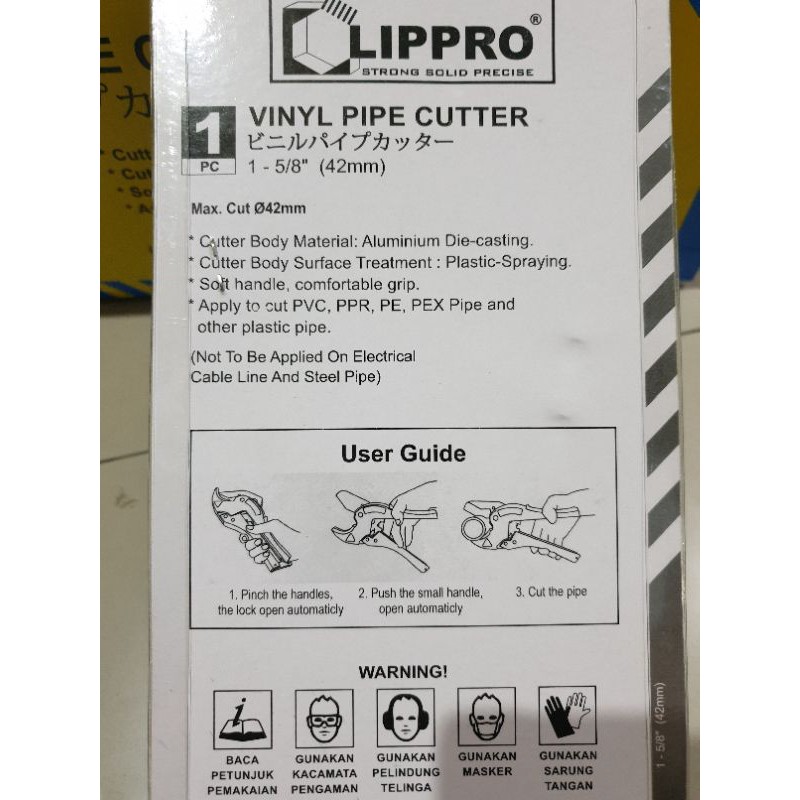 CLIPPRO®
STRONG SOLID PRECISE
1
PC
VINYL PIPE CUTTER
ビニルパイプカッター
1 - 5/8" (42mm)
Max. Cut Ø42mm
* Cutter Body Material: Aluminium Die-casting.
* Cutter Body Surface Treatment : Plastic-Spraying.
* Soft handle, comfortable grip.
* Apply to cut PVC, PPR, PE, PEX Pipe and
other plastic pipe.
(Not To Be Applied On Electrical
Cable Line And Steel Pipe)
User Guide
1. Pinch the handles,
the lock open automaticly
2. Push the small handle,
open automaticly
3. Cut the pipe
WARNING!
i
BACA
PETUNJUK
PEMAKAIAN
GUNAKAN
KACAMATA
PENGAMAN
GUNAKAN
PELINDUNG
TELINGA
GUNAKAN
MASKER
GUNAKAN
SARUNG
TANGAN
1 - 5/8" (42mm)